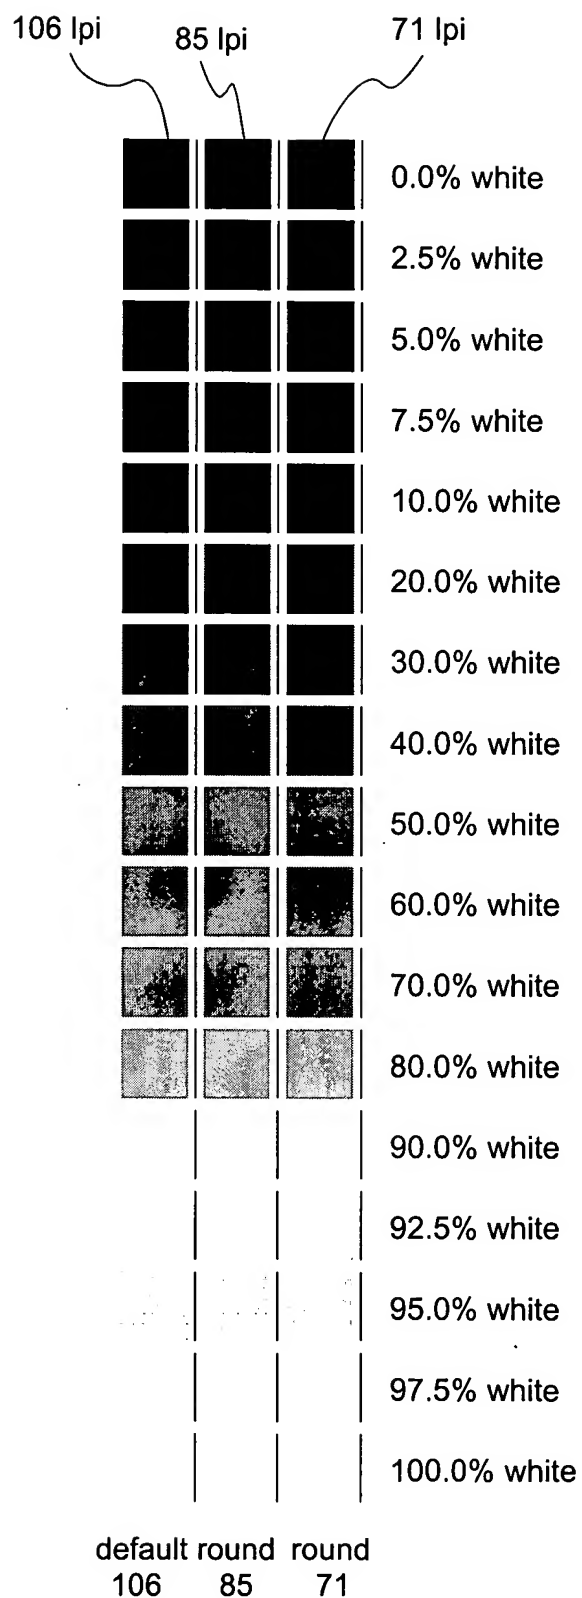 106 lpi 85 lpi 71 lpi
0.0% white
2.5% white
5.0% white
7.5% white
10.0% white
20.0% white
30.0% white
40.0% white
50.0% white
60.0% white
70.0% white
80.0% white
90.0% white
92.5% white
95.0% white
97.5% white
100.0% white
default round round
106 85 71